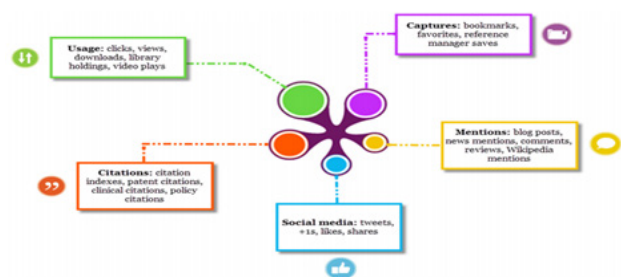 Captures: bookmarks,
favorites, reference
manager saves
Usage: clicks, views,
downloads, library
holdings, video plays
Mentions: blog posts,
news mentions, comments,
reviews, Wikipedia
mentions
Citations: citation
indexes, patent citations,
clinical citations, policy
citations
Social media: tweets,
+1s, likes, shares